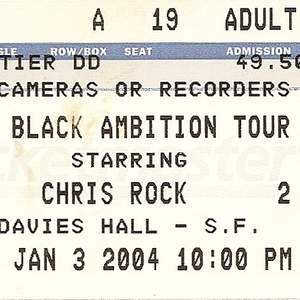 A 19 ADULT
ROW/BOX SEAT ADMISSION
TIER DD 49.50
CAMERAS OR RECORDERS
BLACK AMBITION TOUR
STARRING
CHRIS ROCK 2
DAVIES HALL - S.F.
JAN 3 2004 10:00 PM